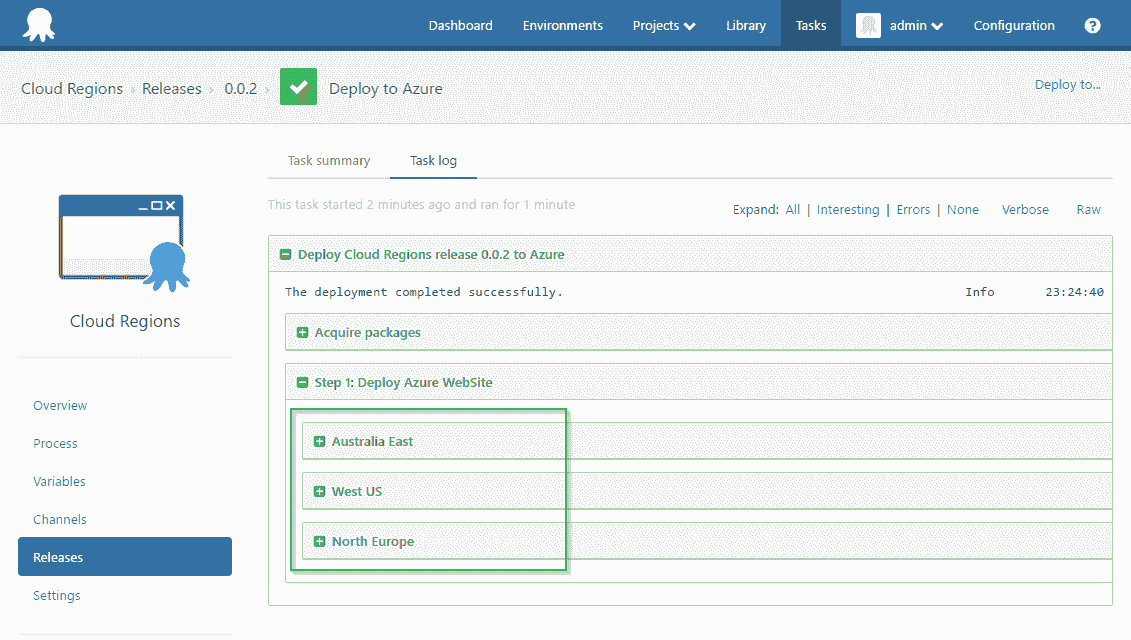 Dashboard Environments Projects Library Tasks admin Configuration ?
Cloud Regions Releases 0.0.2 Deploy to Azure Deploy to...
Task summary Task log
This task started 2 minutes ago and ran for 1 minute
Expand: All | Interesting | Errors | None Verbose Raw
Deploy Cloud Regions release 0.0.2 to Azure
The deployment completed successfully. Info 23:24:40
Acquire packages
Step 1: Deploy Azure WebSite
Australia East
West US
North Europe
Cloud Regions
Overview
Process
Variables
Channels
Releases
Settings